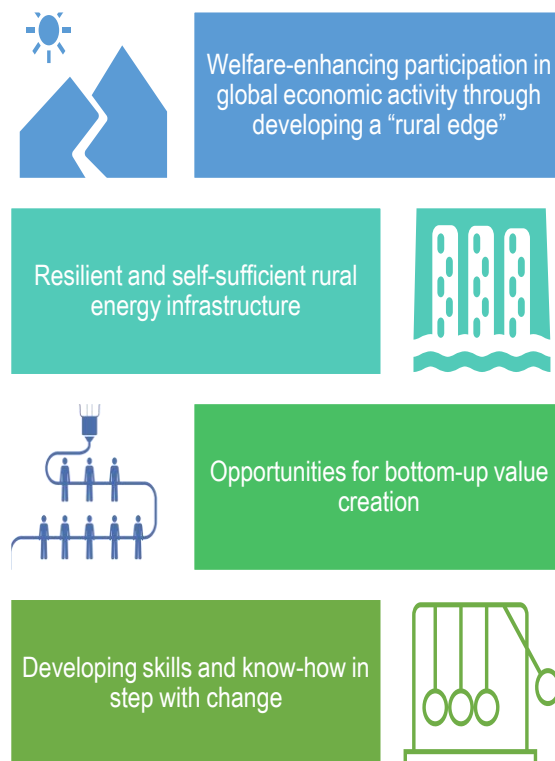 Welfare-enhancing participation in
global economic activity through
developing a “rural edge”
Resilient and self-sufficient rural
energy infrastructure
Opportunities for bottom-up value
creation
Developing skills and know-how in
step with change